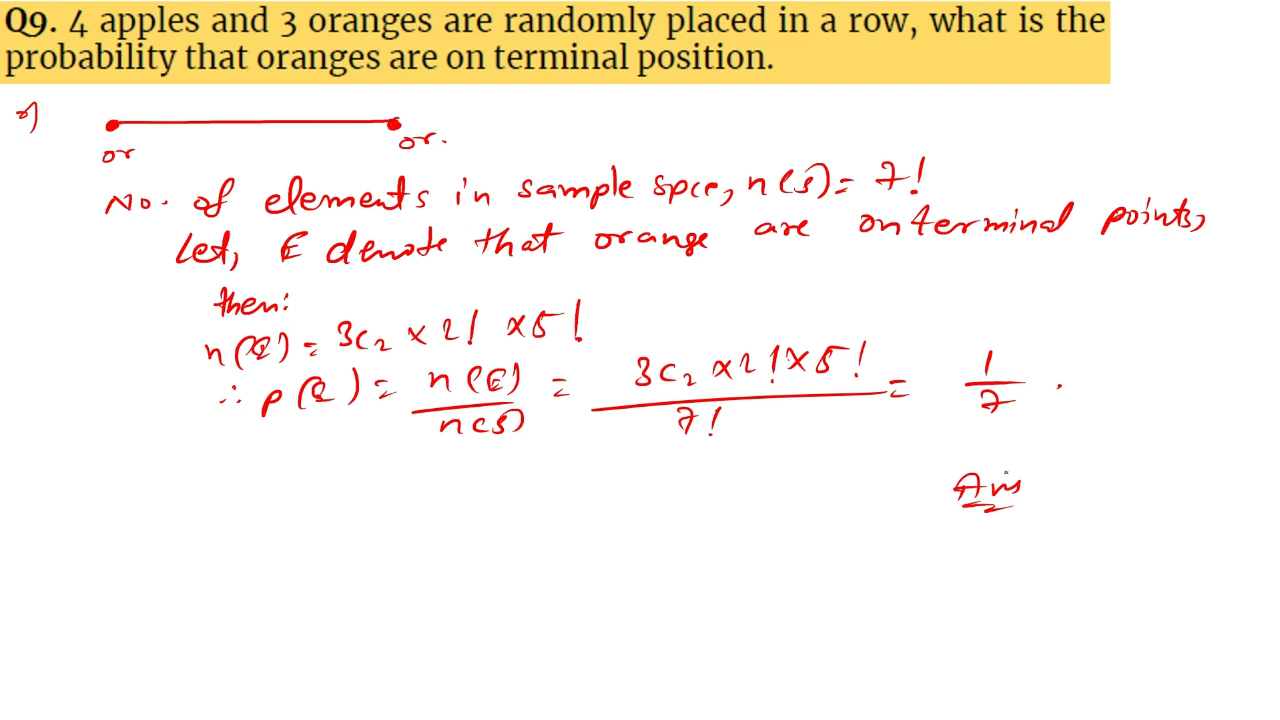 Q9. 4 apples and 3 oranges are randomly placed in a row, what is the
probability that oranges are on terminal position.
or
or.
No. of elements in sample spce, n(s) = 7!
Let, E denote that orange are on terminal points,
then:
n(E) = 3c₂ × 2! × 5!
∴ p(E) = n(E)/n(s) = 3c₂ × 2! × 5! / 7! = 1/7 .
Ans